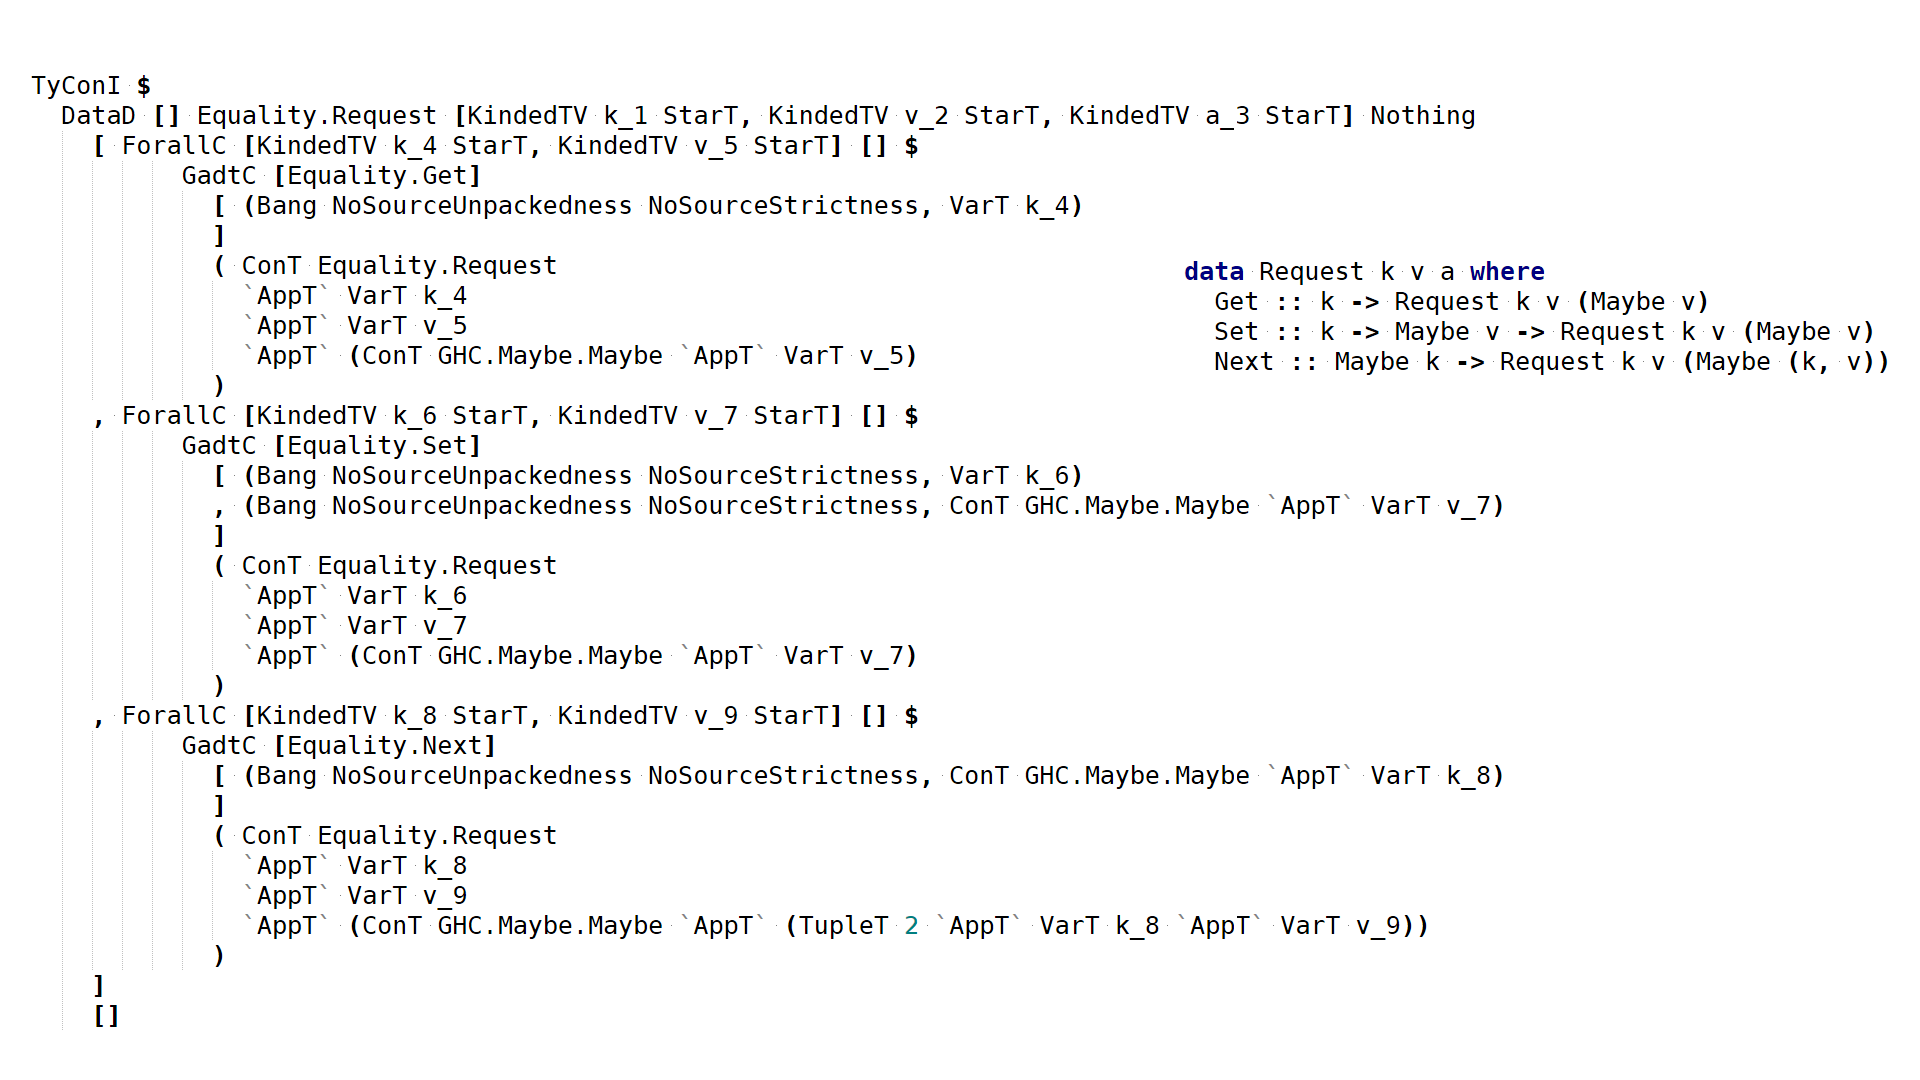 TyConI $
  DataD [] Equality.Request [KindedTV k_1 StarT, KindedTV v_2 StarT, KindedTV a_3 StarT] Nothing
    [ ForallC [KindedTV k_4 StarT, KindedTV v_5 StarT] [] $
          GadtC [Equality.Get]
            [ (Bang NoSourceUnpackedness NoSourceStrictness, VarT k_4)
            ]
            ( ConT Equality.Request
              `AppT` VarT k_4
              `AppT` VarT v_5
              `AppT` (ConT GHC.Maybe.Maybe `AppT` VarT v_5)
            )
    , ForallC [KindedTV k_6 StarT, KindedTV v_7 StarT] [] $
          GadtC [Equality.Set]
            [ (Bang NoSourceUnpackedness NoSourceStrictness, VarT k_6)
            , (Bang NoSourceUnpackedness NoSourceStrictness, ConT GHC.Maybe.Maybe `AppT` VarT v_7)
            ]
            ( ConT Equality.Request
              `AppT` VarT k_6
              `AppT` VarT v_7
              `AppT` (ConT GHC.Maybe.Maybe `AppT` VarT v_7)
            )
    , ForallC [KindedTV k_8 StarT, KindedTV v_9 StarT] [] $
          GadtC [Equality.Next]
            [ (Bang NoSourceUnpackedness NoSourceStrictness, ConT GHC.Maybe.Maybe `AppT` VarT k_8)
            ]
            ( ConT Equality.Request
              `AppT` VarT k_8
              `AppT` VarT v_9
              `AppT` (ConT GHC.Maybe.Maybe `AppT` (TupleT 2 `AppT` VarT k_8 `AppT` VarT v_9))
            )
    ]
    []
data Request k v a where
  Get :: k -> Request k v (Maybe v)
  Set :: k -> Maybe v -> Request k v (Maybe v)
  Next :: Maybe k -> Request k v (Maybe (k, v))